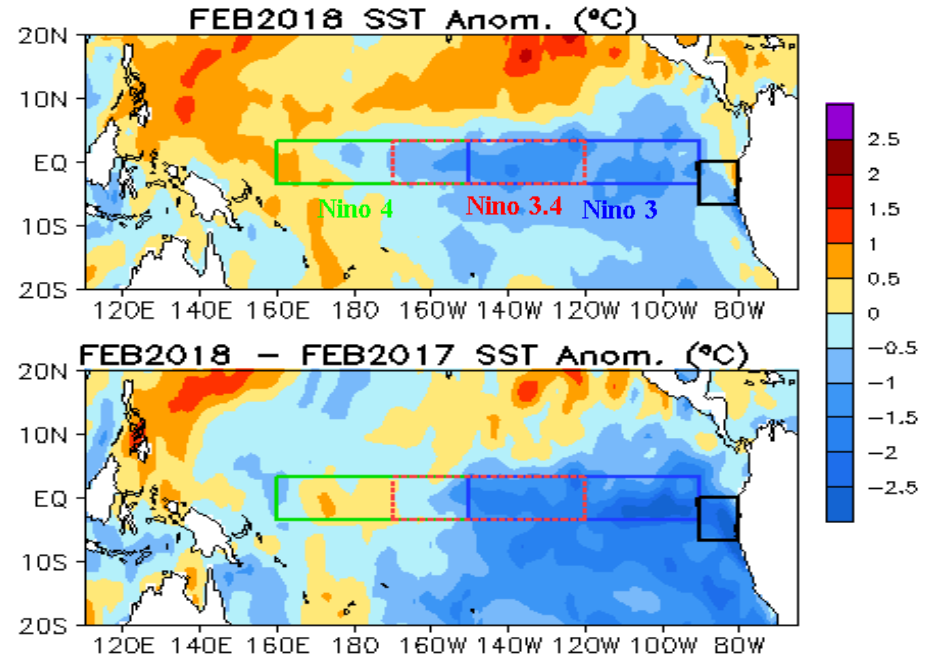 FEB2018 SST Anom. (ºC)
20N
10N
EQ
10S
20S
Nino 4
Nino 3.4
Nino 3
120E 140E 160E 180 160W 140W 120W 100W 80W
FEB2018 – FEB2017 SST Anom. (ºC)
20N
10N
EQ
10S
20S
120E 140E 160E 180 160W 140W 120W 100W 80W
2.5
2
1.5
1
0.5
0
−0.5
−1
−1.5
−2
−2.5